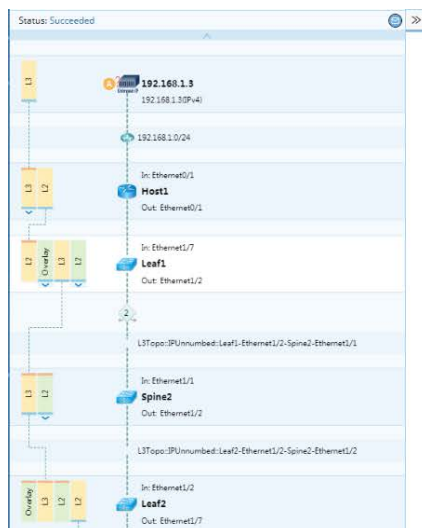 Status: Succeeded
L3
A
192.168.1.3
192.168.1.3(IPv4)
192.168.1.0/24
In: Ethernet0/1
L3
L2
Host1
Out: Ethernet0/1
In: Ethernet1/7
L2
Overlay
L3
L2
Leaf1
Out: Ethernet1/2
2
L3Topo::IPUnnumbed::Leaf1-Ethernet1/2-Spine2-Ethernet1/1
In: Ethernet1/1
L3
L2
Spine2
Out: Ethernet1/2
L3Topo::IPUnnumbed::Leaf2-Ethernet1/2-Spine2-Ethernet1/2
In: Ethernet1/2
Overlay
L3
L2
L2
Leaf2
Out: Ethernet1/7